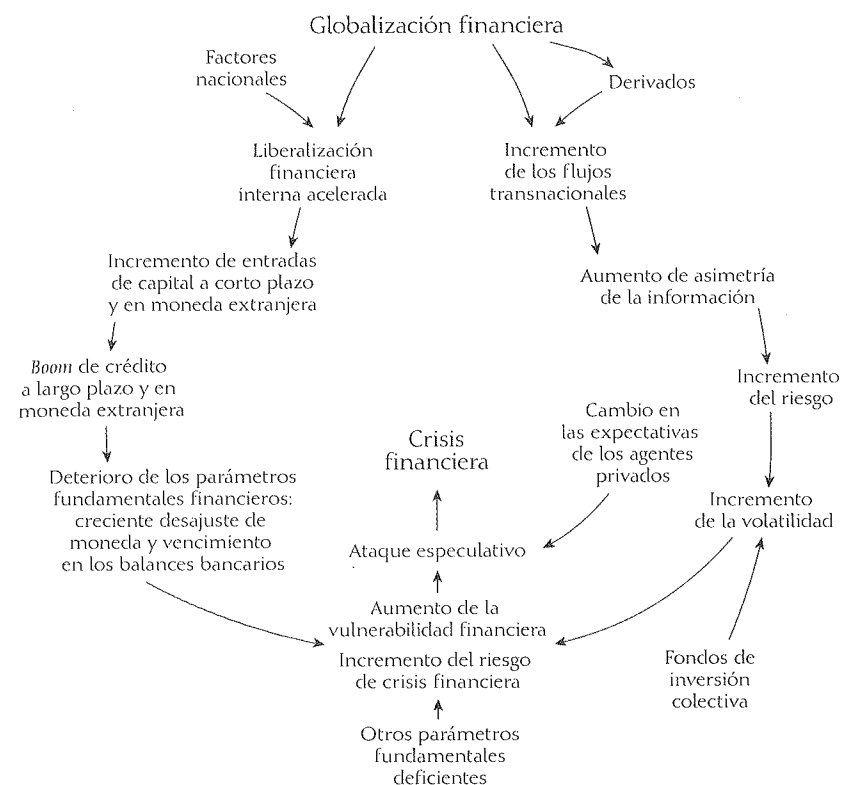 Globalización financiera
Factores
nacionales
Derivados
Liberalización
financiera
interna acelerada
Incremento
de los flujos
transnacionales
Incremento de entradas
de capital a corto plazo
y en moneda extranjera
Aumento de asimetría
de la información
Boom de crédito
a largo plazo y en
moneda extranjera
Incremento
del riesgo
Cambio en
las expectativas
de los agentes
privados
Crisis
financiera
Deterioro de los parámetros
fundamentales financieros:
creciente desajuste de
moneda y vencimiento
en los balances bancarios
Incremento
de la volatilidad
Ataque especulativo
Aumento de la
vulnerabilidad financiera
Incremento del riesgo
de crisis financiera
Fondos de
inversión
colectiva
Otros parámetros
fundamentales
deficientes